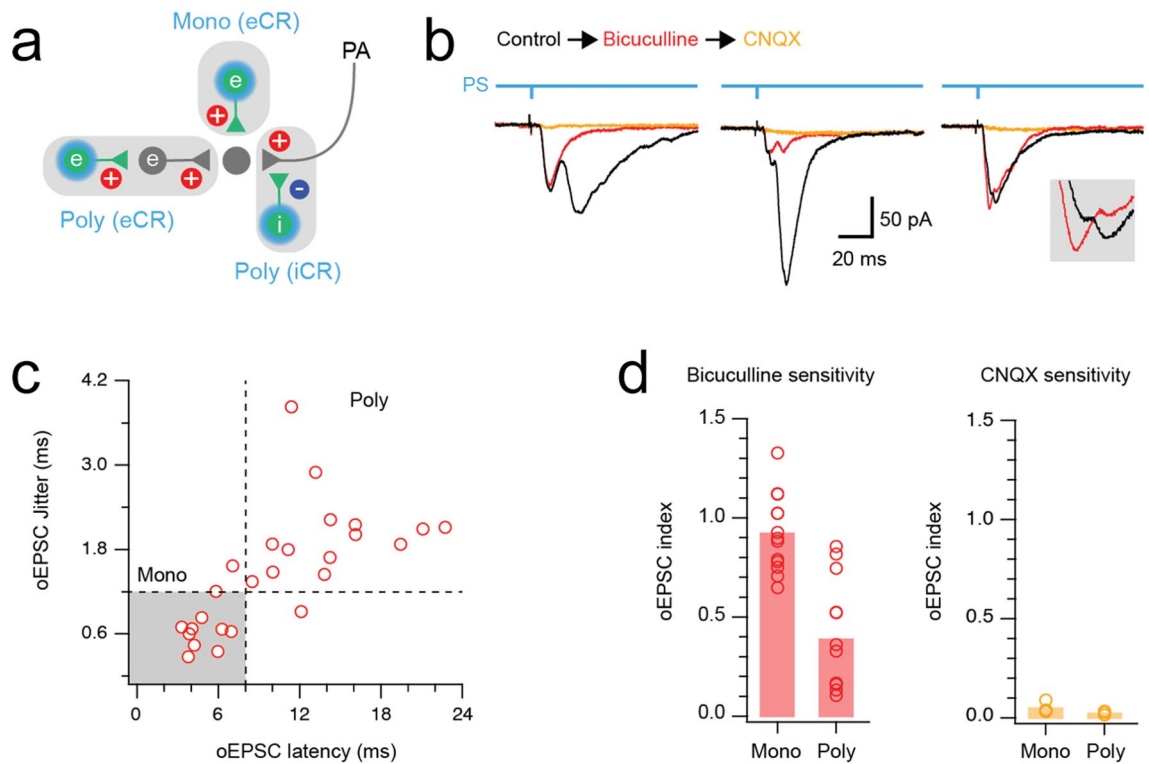 a
Mono (eCR)
PA
e
+
+
e
e
+
+
-
i
Poly (eCR)
Poly (iCR)
b
Control Bicuculline CNQX
PS
50 pA
20 ms
c
4.2
3.0
1.8
0.6
oEPSC Jitter (ms)
Poly
Mono
0 6 12 18 24
oEPSC latency (ms)
d
Bicuculline sensitivity
1.5
1.0
0.5
0.0
oEPSC index
Mono Poly
CNQX sensitivity
1.5
1.0
0.5
0.0
oEPSC index
Mono Poly